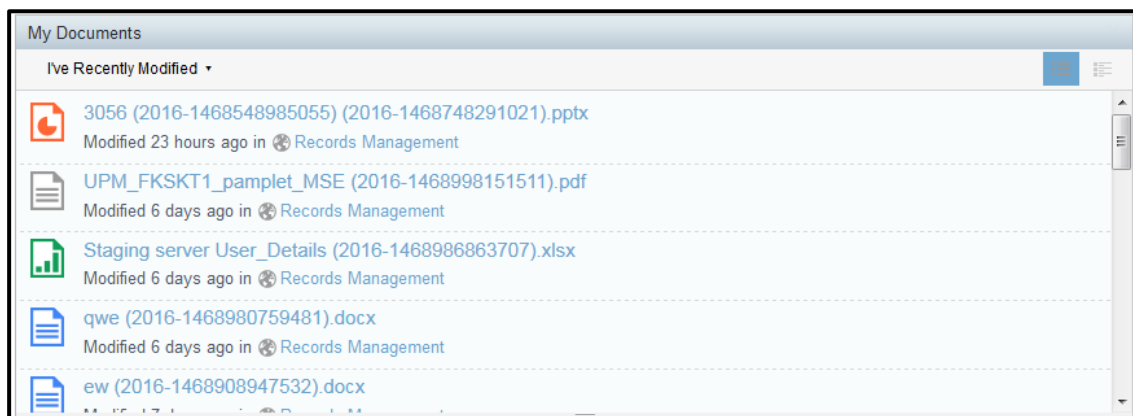 My Documents
I've Recently Modified
3056 (2016-1468548985055) (2016-1468748291021).pptx
Modified 23 hours ago in Records Management
UPM_FKSKT1_pamplet_MSE (2016-1468998151511).pdf
Modified 6 days ago in Records Management
Staging server User_Details (2016-1468986863707).xlsx
Modified 6 days ago in Records Management
qwe (2016-1468980759481).docx
Modified 6 days ago in Records Management
ew (2016-1468908947532).docx